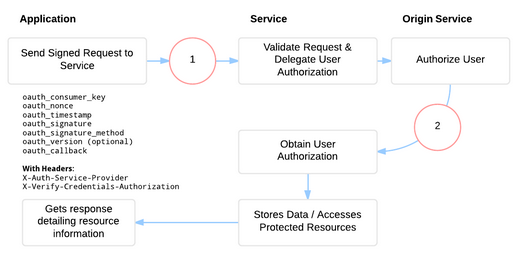 Application
Service
Origin Service
Send Signed Request to
Service
1
Validate Request &
Delegate User
Authorization
Authorize User
oauth_consumer_key
oauth_nonce
oauth_timestamp
oauth_signature
oauth_signature_method
oauth_version (optional)
oauth_callback
With Headers:
X-Auth-Service-Provider
X-Verify-Credentials-Authorization
2
Obtain User
Authorization
Gets response
detailing resource
information
Stores Data / Accesses
Protected Resources